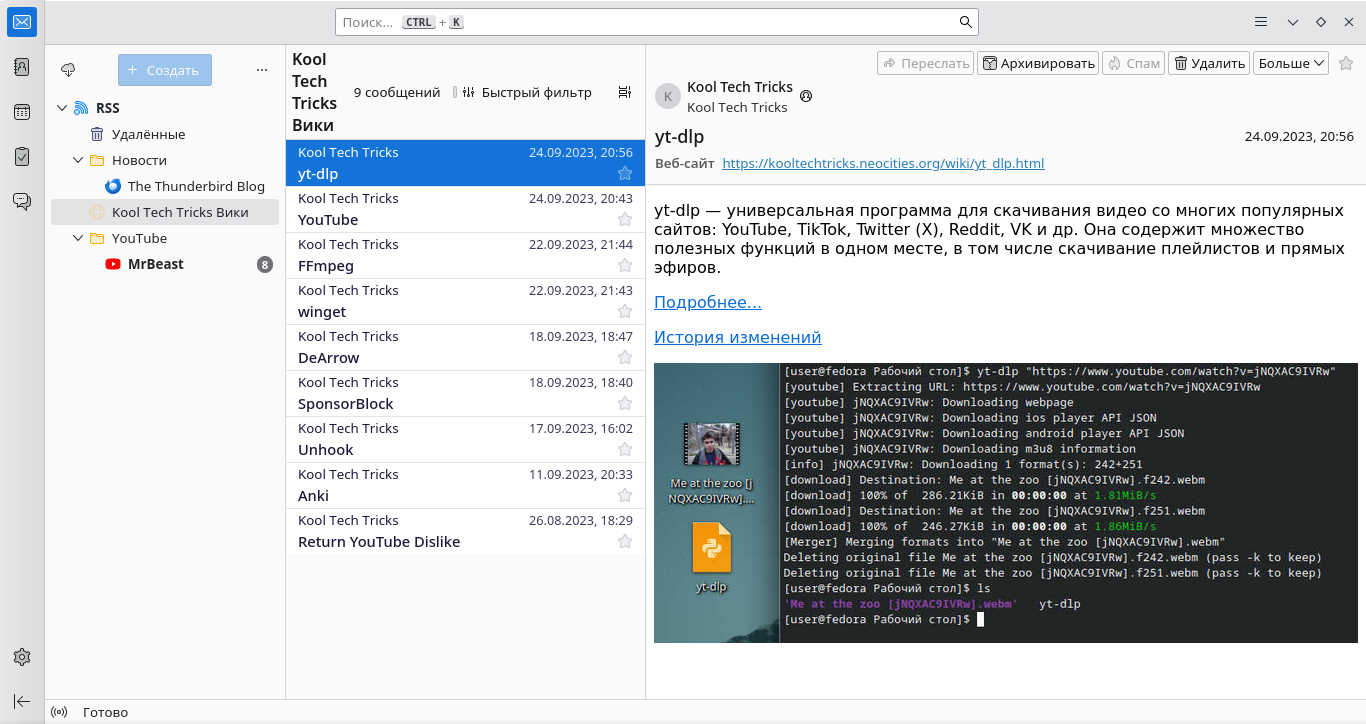 Поиск... CTRL + K
Создать
RSS
Удалённые
Новости
The Thunderbird Blog
Kool Tech Tricks Вики
YouTube
MrBeast 8
Kool
Tech
Tricks
Вики
9 сообщений
Быстрый фильтр
Kool Tech Tricks 24.09.2023, 20:56
yt-dlp
Kool Tech Tricks 24.09.2023, 20:43
YouTube
Kool Tech Tricks 22.09.2023, 21:44
FFmpeg
Kool Tech Tricks 22.09.2023, 21:43
winget
Kool Tech Tricks 18.09.2023, 18:47
DeArrow
Kool Tech Tricks 18.09.2023, 18:40
SponsorBlock
Kool Tech Tricks 17.09.2023, 16:02
Unhook
Kool Tech Tricks 11.09.2023, 20:33
Anki
Kool Tech Tricks 26.08.2023, 18:29
Return YouTube Dislike
Переслать Архивировать Спам Удалить Больше
K
Kool Tech Tricks
Kool Tech Tricks
yt-dlp 24.09.2023, 20:56
Веб-сайт https://kooltechtricks.neocities.org/wiki/yt_dlp.html
yt-dlp — универсальная программа для скачивания видео со многих популярных
сайтов: YouTube, TikTok, Twitter (X), Reddit, VK и др. Она содержит множество
полезных функций в одном месте, в том числе скачивание плейлистов и прямых
эфиров.
Подробнее...
История изменений
Me at the zoo [j
NQXAC9IVRw]....
yt-dlp
[user@fedora Рабочий стол]$ yt-dlp "https://www.youtube.com/watch?v=jNQXAC9IVRw"
[youtube] Extracting URL: https://www.youtube.com/watch?v=jNQXAC9IVRw
[youtube] jNQXAC9IVRw: Downloading webpage
[youtube] jNQXAC9IVRw: Downloading ios player API JSON
[youtube] jNQXAC9IVRw: Downloading android player API JSON
[youtube] jNQXAC9IVRw: Downloading m3u8 information
[info] jNQXAC9IVRw: Downloading 1 format(s): 242+251
[download] Destination: Me at the zoo [jNQXAC9IVRw].f242.webm
[download] 100% of 286.21KiB in 00:00:00 at 1.81MiB/s
[download] Destination: Me at the zoo [jNQXAC9IVRw].f251.webm
[download] 100% of 246.27KiB in 00:00:00 at 1.86MiB/s
[Merger] Merging formats into "Me at the zoo [jNQXAC9IVRw].webm"
Deleting original file Me at the zoo [jNQXAC9IVRw].f242.webm (pass -k to keep)
Deleting original file Me at the zoo [jNQXAC9IVRw].f251.webm (pass -k to keep)
[user@fedora Рабочий стол]$ ls
'Me at the zoo [jNQXAC9IVRw].webm' yt-dlp
[user@fedora Рабочий стол]$
Готово